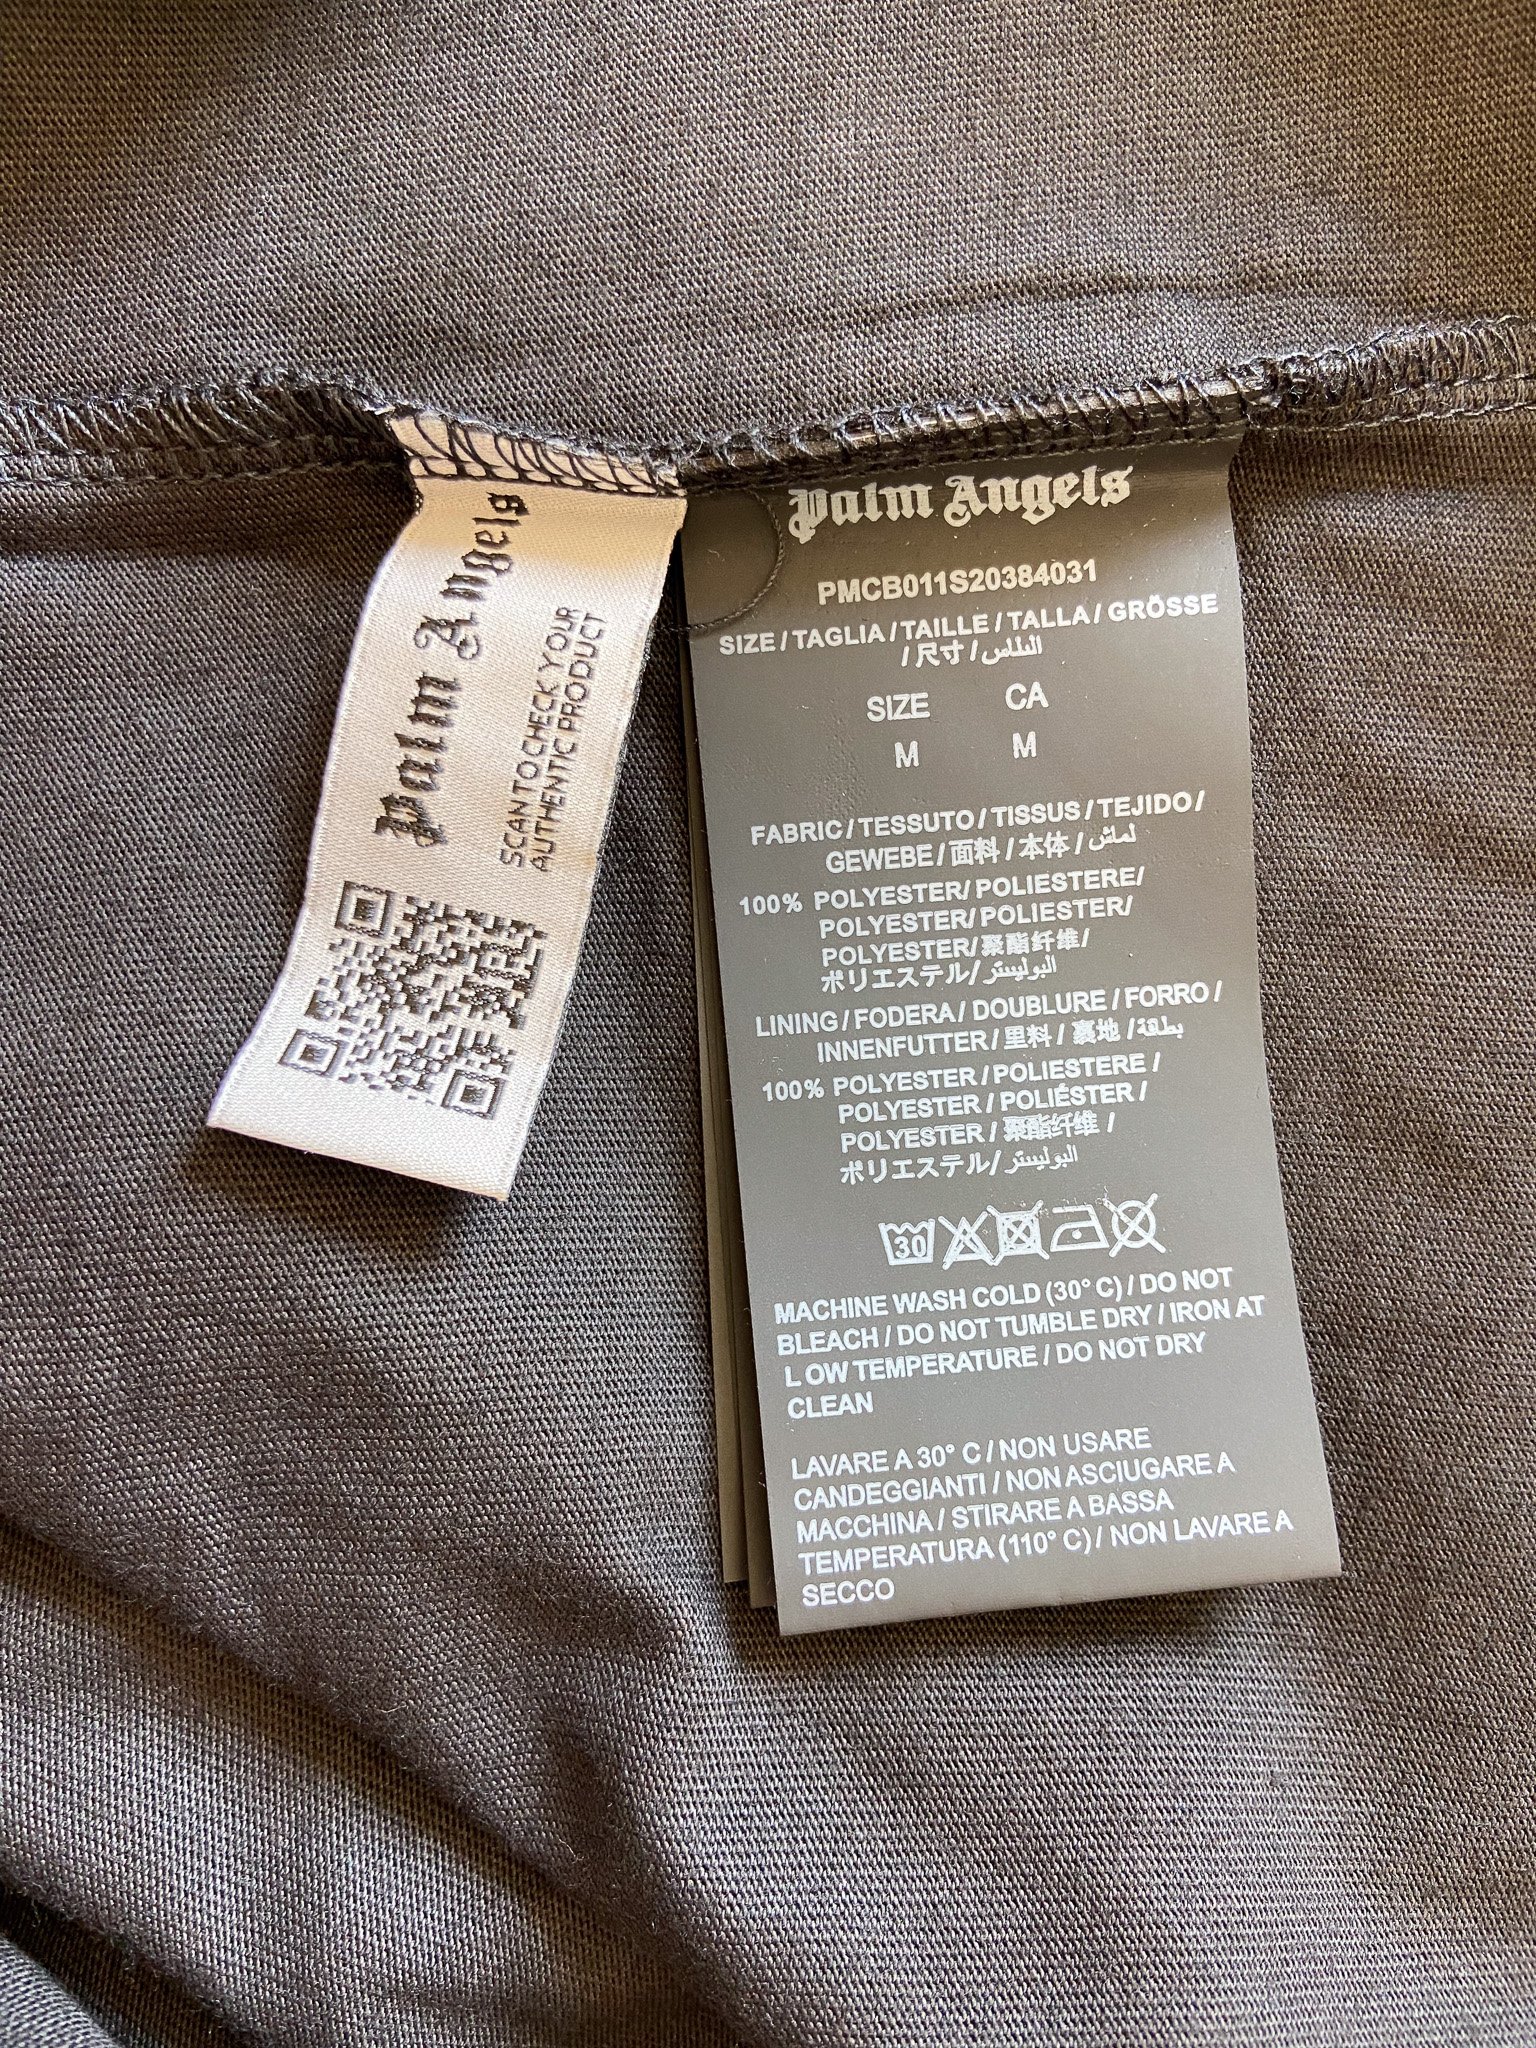 Palm Angels
SCAN TO CHECK YOUR
AUTHENTIC PRODUCT
Palm Angels
PMCB011S20384031
SIZE / TAGLIA / TAILLE / TALLA / GRÖSSE
/ 尺寸 /
SIZE CA
M M
FABRIC / TESSUTO / TISSUS / TEJIDO /
GEWEBE / 面料 / 本体 / لماش
100% POLYESTER/ POLIESTERE/
POLYESTER/ POLIESTER/
POLYESTER/ 聚酯纤维/
ポリエステル/ البوليستر
LINING / FODERA / DOUBLURE / FORRO /
INNENFUTTER / 里料 / 裏地 / بطاقة
100% POLYESTER / POLIESTERE /
POLYESTER / POLIÉSTER /
POLYESTER / 聚酯纤维 /
ポリエステル/ البوليستر
30
MACHINE WASH COLD (30° C) / DO NOT
BLEACH / DO NOT TUMBLE DRY / IRON AT
L OW TEMPERATURE / DO NOT DRY
CLEAN
LAVARE A 30° C / NON USARE
CANDEGGIANTI / NON ASCIUGARE A
MACCHINA / STIRARE A BASSA
TEMPERATURA (110° C) / NON LAVARE A
SECCO